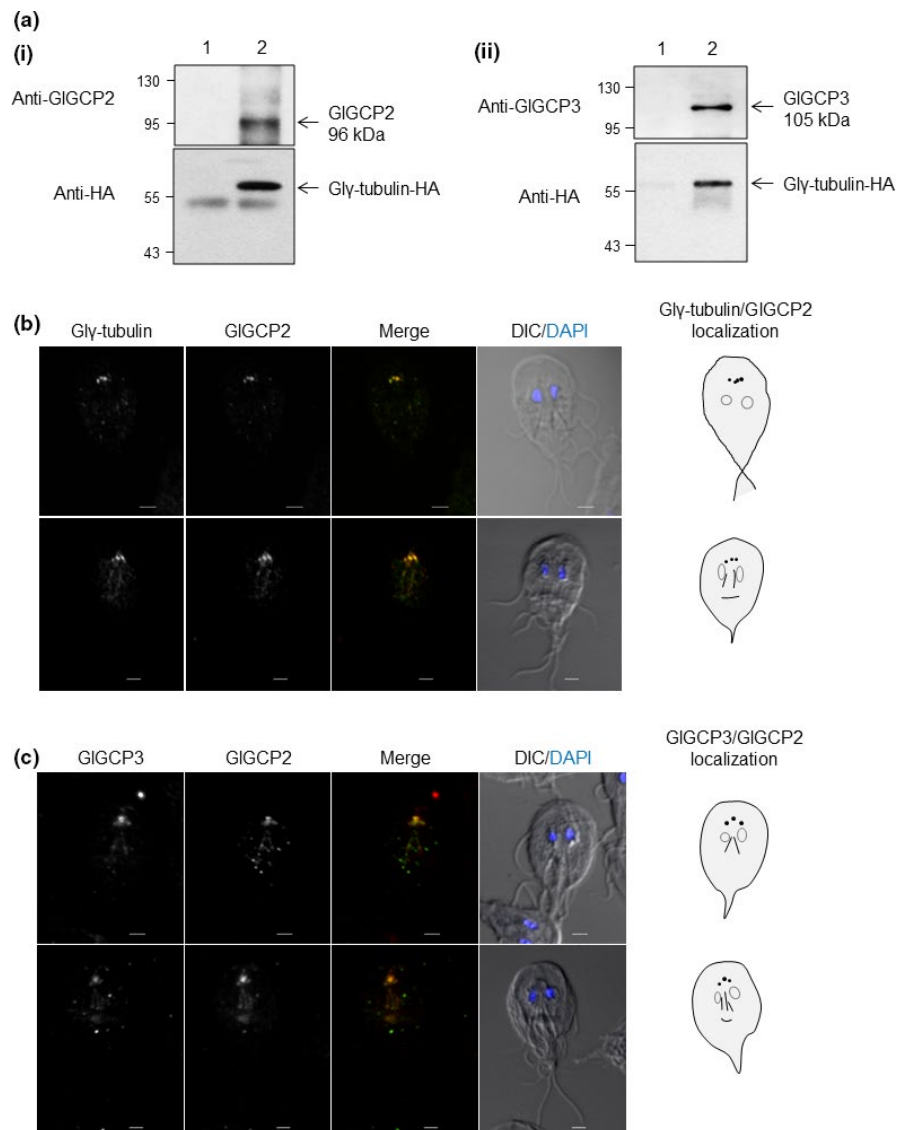 (a)
(i)
1 2
130
Anti-GlGCP2
GlGCP2
95
96 kDa
Anti-HA
Glγ-tubulin-HA
55
43
(ii)
1 2
130
Anti-GlGCP3
GlGCP3
105 kDa
95
Anti-HA
Glγ-tubulin-HA
55
43
(b)
Glγ-tubulin GlGCP2 Merge DIC/DAPI
Glγ-tubulin/GlGCP2
localization
(c)
GlGCP3 GlGCP2 Merge DIC/DAPI
GlGCP3/GlGCP2
localization